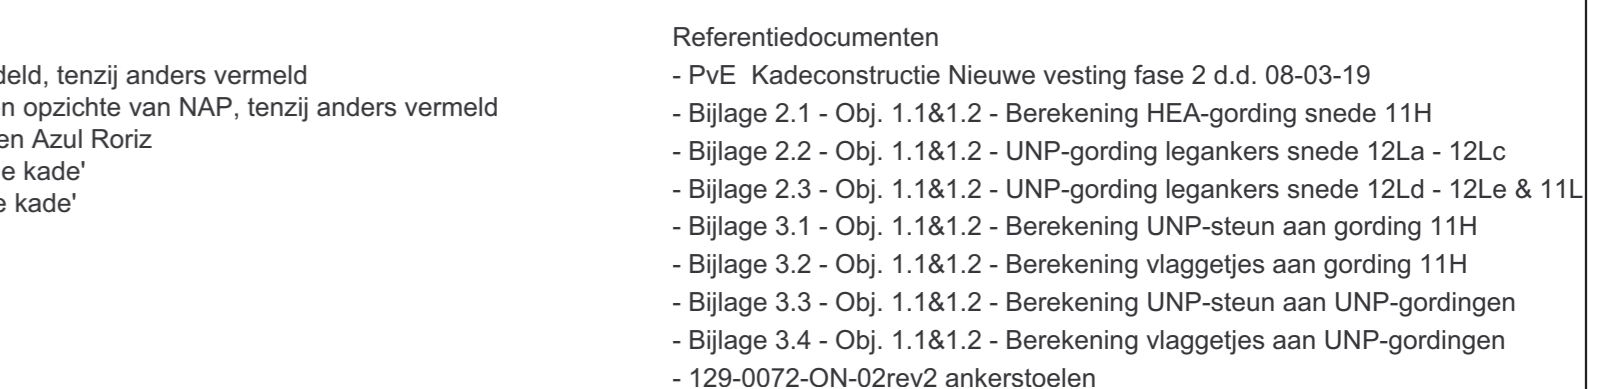 deld, tenzij anders vermeld
n opzichte van NAP, tenzij anders vermeld
en Azul Roriz
e kade'
e kade'
Referentiedocumenten
- PvE  Kadeconstructie Nieuwe vesting fase 2 d.d. 08-03-19
- Bijlage 2.1 - Obj. 1.1&1.2 - Berekening HEA-gording snede 11H
- Bijlage 2.2 - Obj. 1.1&1.2 - UNP-gording legankers snede 12La - 12Lc
- Bijlage 2.3 - Obj. 1.1&1.2 - UNP-gording legankers snede 12Ld - 12Le & 11L
- Bijlage 3.1 - Obj. 1.1&1.2 - Berekening UNP-steun aan gording 11H
- Bijlage 3.2 - Obj. 1.1&1.2 - Berekening vlaggetjes aan gording 11H
- Bijlage 3.3 - Obj. 1.1&1.2 - Berekening UNP-steun aan UNP-gordingen
- Bijlage 3.4 - Obj. 1.1&1.2 - Berekening vlaggetjes aan UNP-gordingen
- 129-0072-ON-02rev2 ankerstoelen